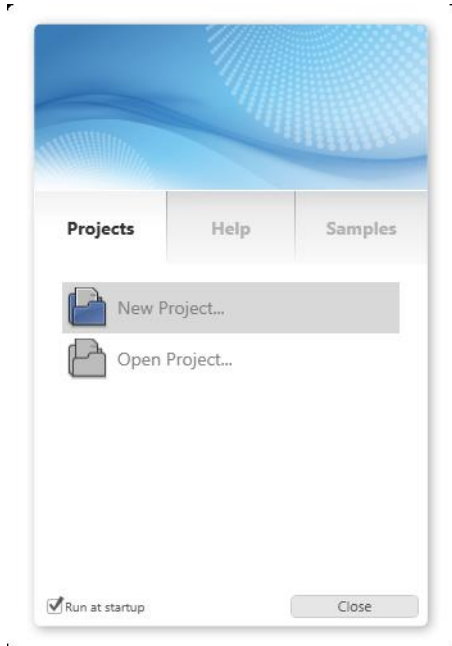 Projects Help Samples
New Project...
Open Project...
Run at startup Close